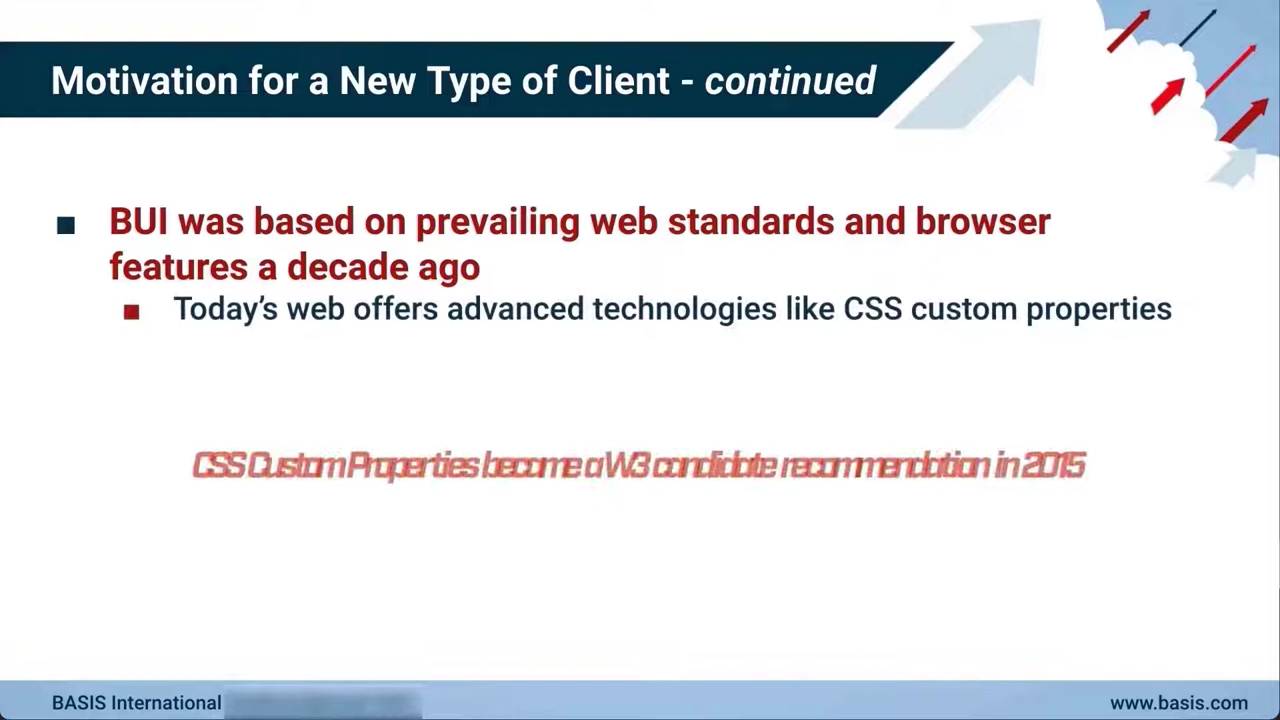 Motivation for a New Type of Client - continued
■ BUI was based on prevailing web standards and browser
features a decade ago
■ Today’s web offers advanced technologies like CSS custom properties
CSS Custom Properties become a W3 candidate recommendation in 2015
BASIS International
www.basis.com